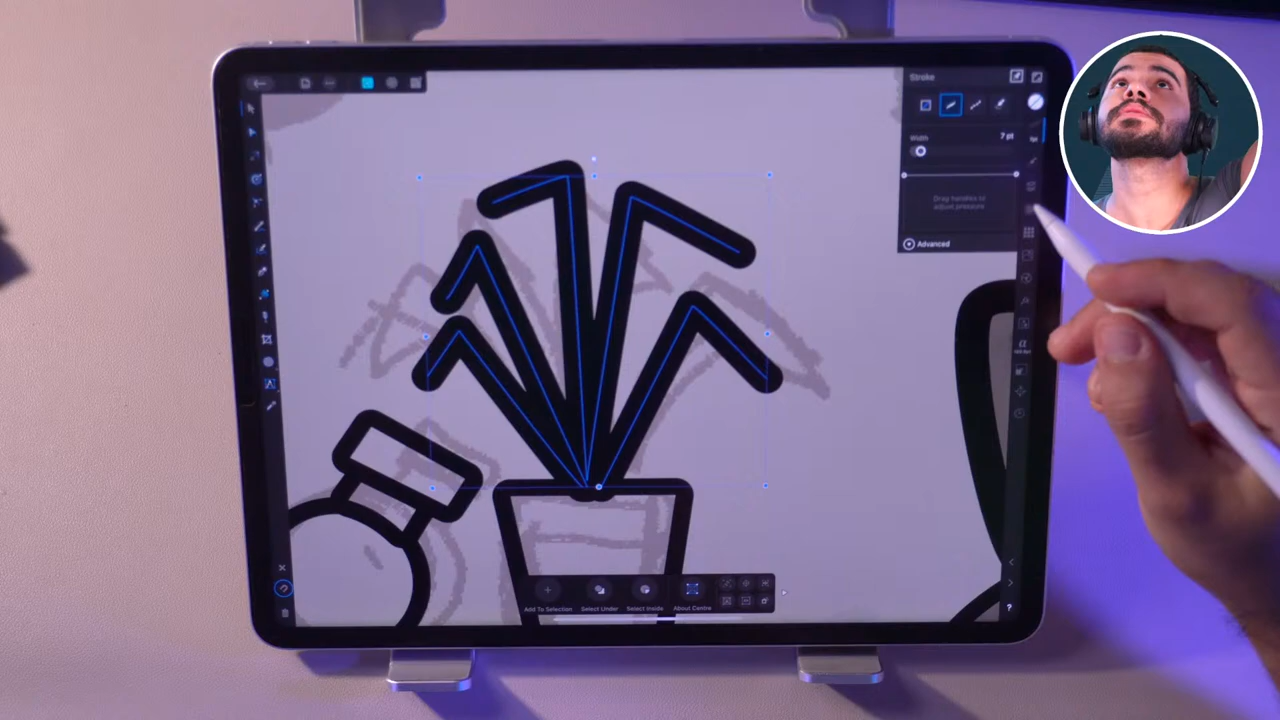 Stroke
Width 7 pt
Drag handles to
adjust pressure
Advanced
Add To Selection Select Under Select Inside About Centre
?